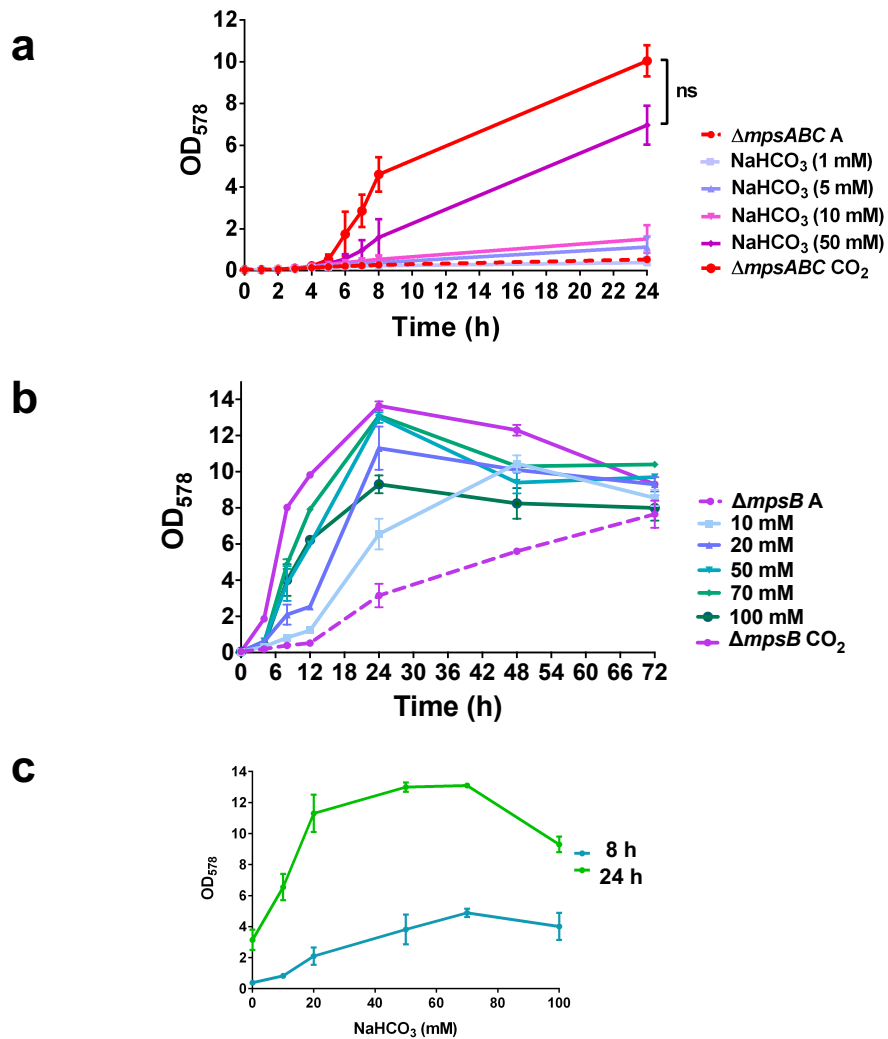 a
OD₅₇₈
12
10
8
6
4
2
0
0 2 4 6 8 10 12 14 16 18 20 22 24
Time (h)
ns
ΔmpsABC A
NaHCO₃ (1 mM)
NaHCO₃ (5 mM)
NaHCO₃ (10 mM)
NaHCO₃ (50 mM)
ΔmpsABC CO₂
b
OD₅₇₈
14
12
10
8
6
4
2
0
0 6 12 18 24 30 36 42 48 54 60 66 72
Time (h)
ΔmpsB A
10 mM
20 mM
50 mM
70 mM
100 mM
ΔmpsB CO₂
c
OD₅₇₈
14
12
10
8
6
4
2
0
0 20 40 60 80 100
NaHCO₃ (mM)
8 h
24 h